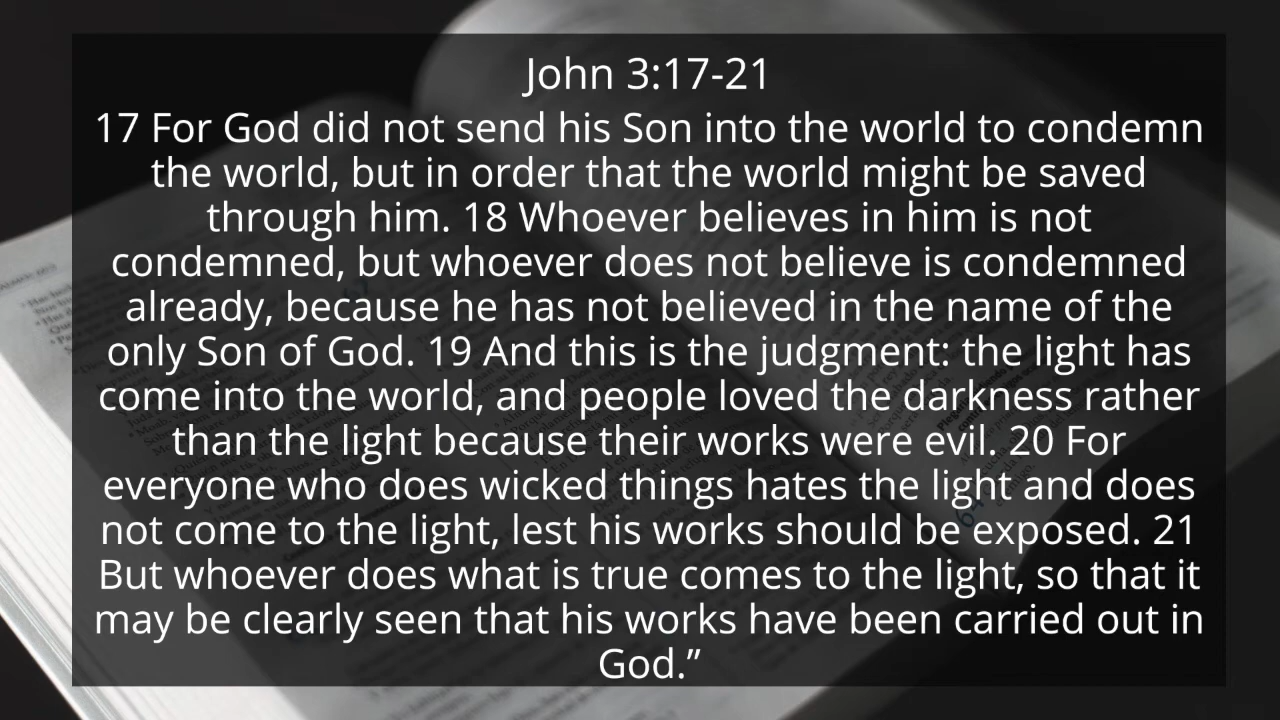 John 3:17-21
17 For God did not send his Son into the world to condemn
the world, but in order that the world might be saved
through him. 18 Whoever believes in him is not
condemned, but whoever does not believe is condemned
already, because he has not believed in the name of the
only Son of God. 19 And this is the judgment: the light has
come into the world, and people loved the darkness rather
than the light because their works were evil. 20 For
everyone who does wicked things hates the light and does
not come to the light, lest his works should be exposed. 21
But whoever does what is true comes to the light, so that it
may be clearly seen that his works have been carried out in
God.”